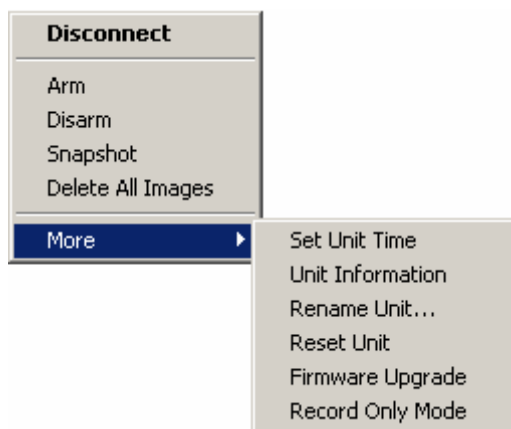 Disconnect
Arm
Disarm
Snapshot
Delete All Images
More
Set Unit Time
Unit Information
Rename Unit...
Reset Unit
Firmware Upgrade
Record Only Mode